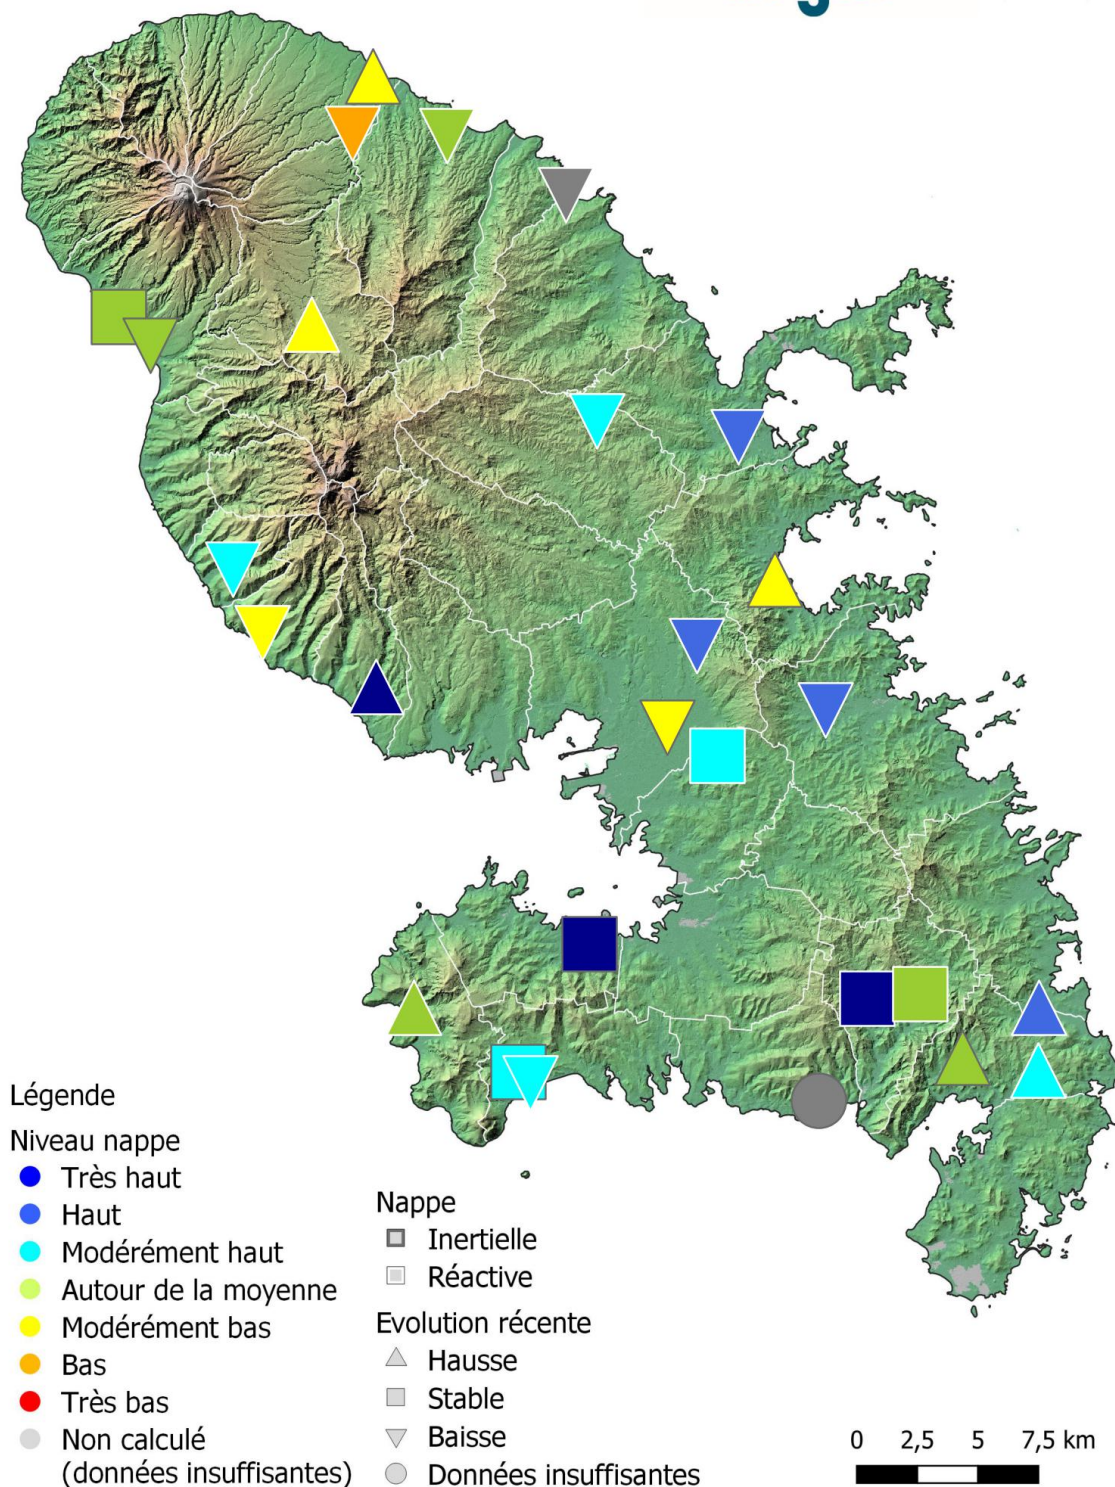 Légende
Niveau nappe
Très haut
Haut
Modérément haut
Autour de la moyenne
Modérément bas
Bas
Très bas
Non calculé
(données insuffisantes)
Nappe
Inertielle
Réactive
Evolution récente
Hausse
Stable
Baisse
Données insuffisantes
0 2,5 5 7,5 km